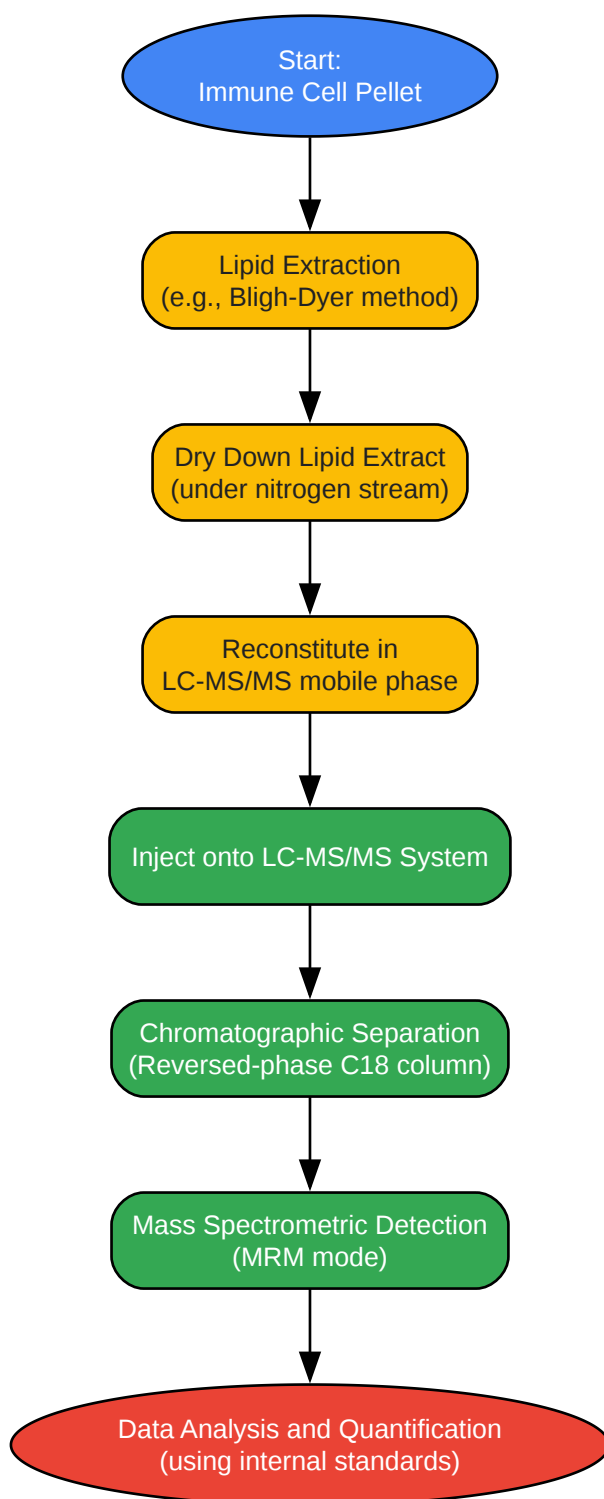 Start:
Immune Cell Pellet
Lipid Extraction
(e.g., Bligh-Dyer method)
Dry Down Lipid Extract
(under nitrogen stream)
Reconstitute in
LC-MS/MS mobile phase
Inject onto LC-MS/MS System
Chromatographic Separation
(Reversed-phase C18 column)
Mass Spectrometric Detection
(MRM mode)
Data Analysis and Quantification
(using internal standards)